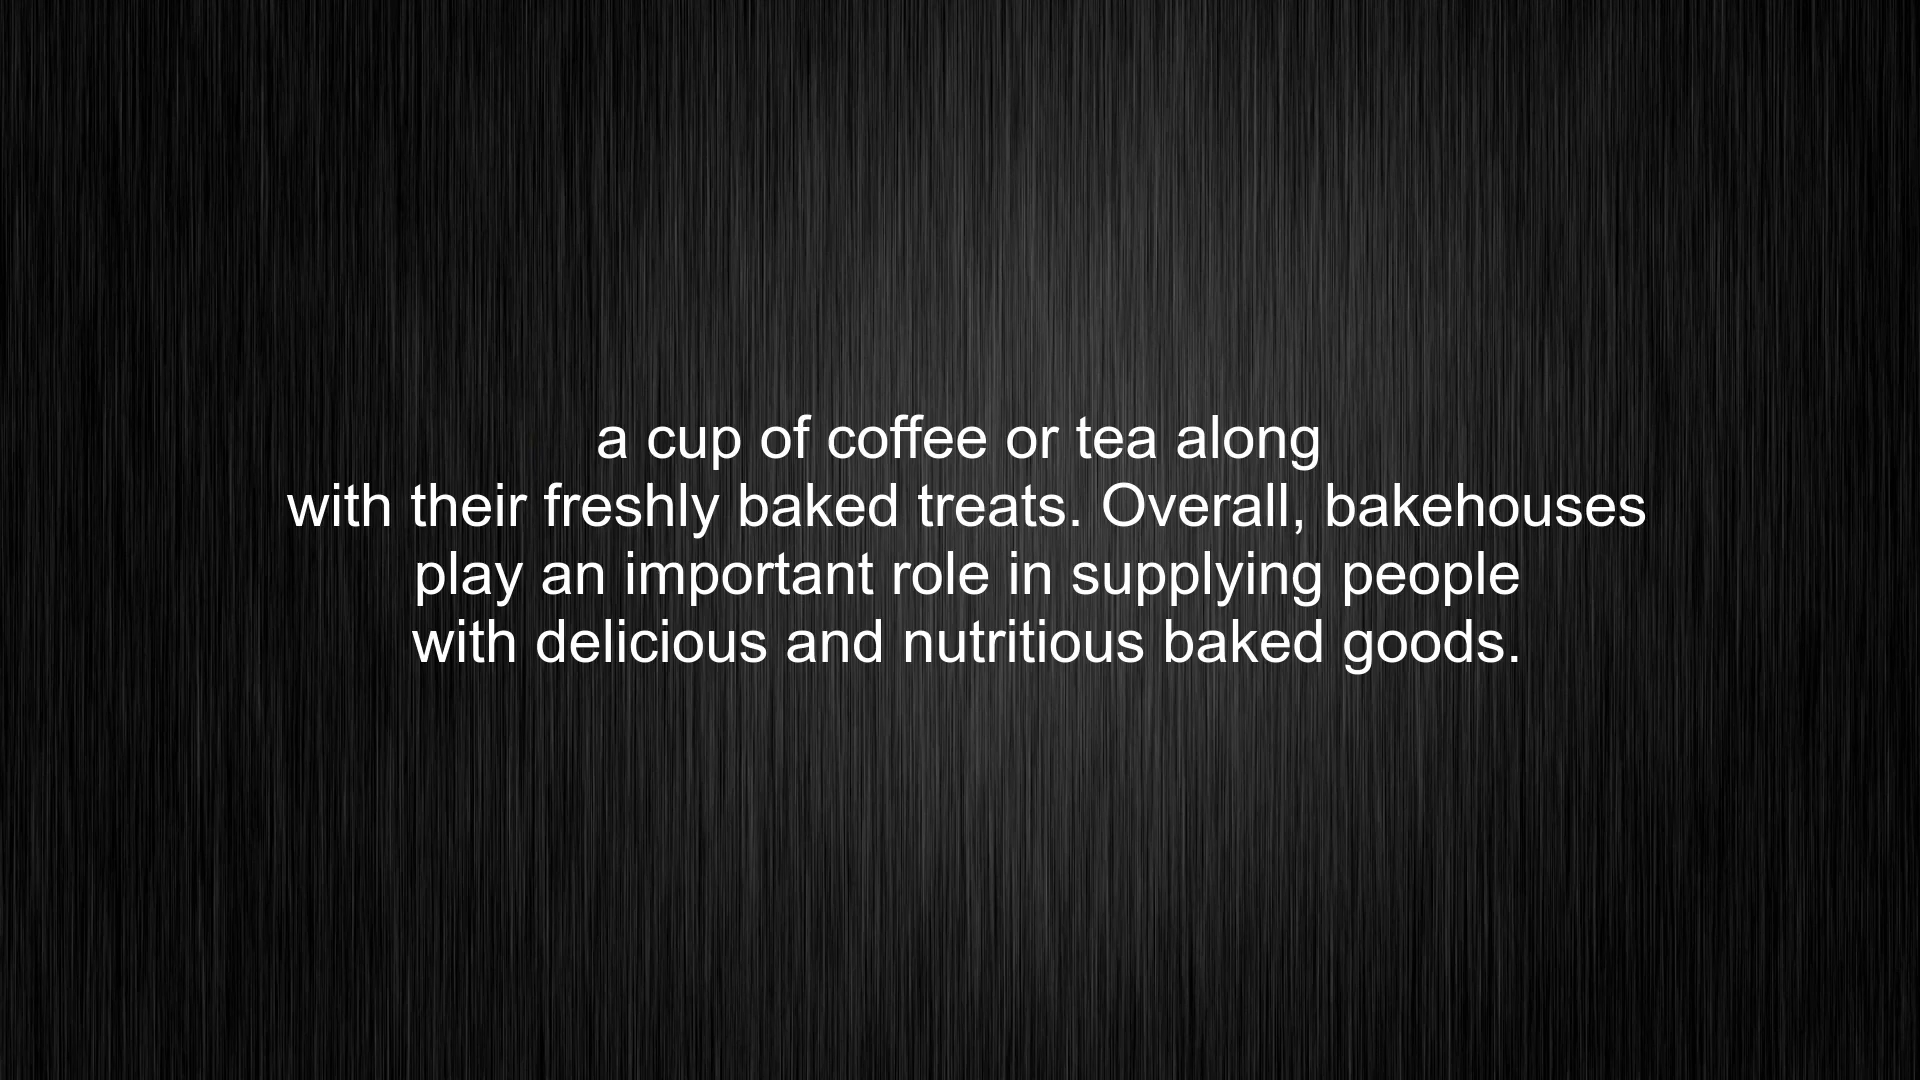 a cup of coffee or tea along
with their freshly baked treats. Overall, bakehouses
play an important role in supplying people
with delicious and nutritious baked goods.